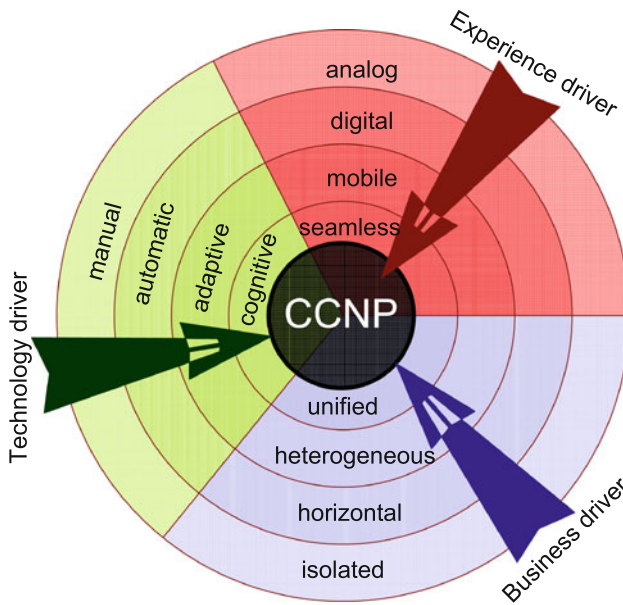 Experience driver
analog
digital
mobile
seamless
manual
automatic
adaptive
cognitive
CCNP
Technology driver
unified
heterogeneous
horizontal
isolated
Business driver